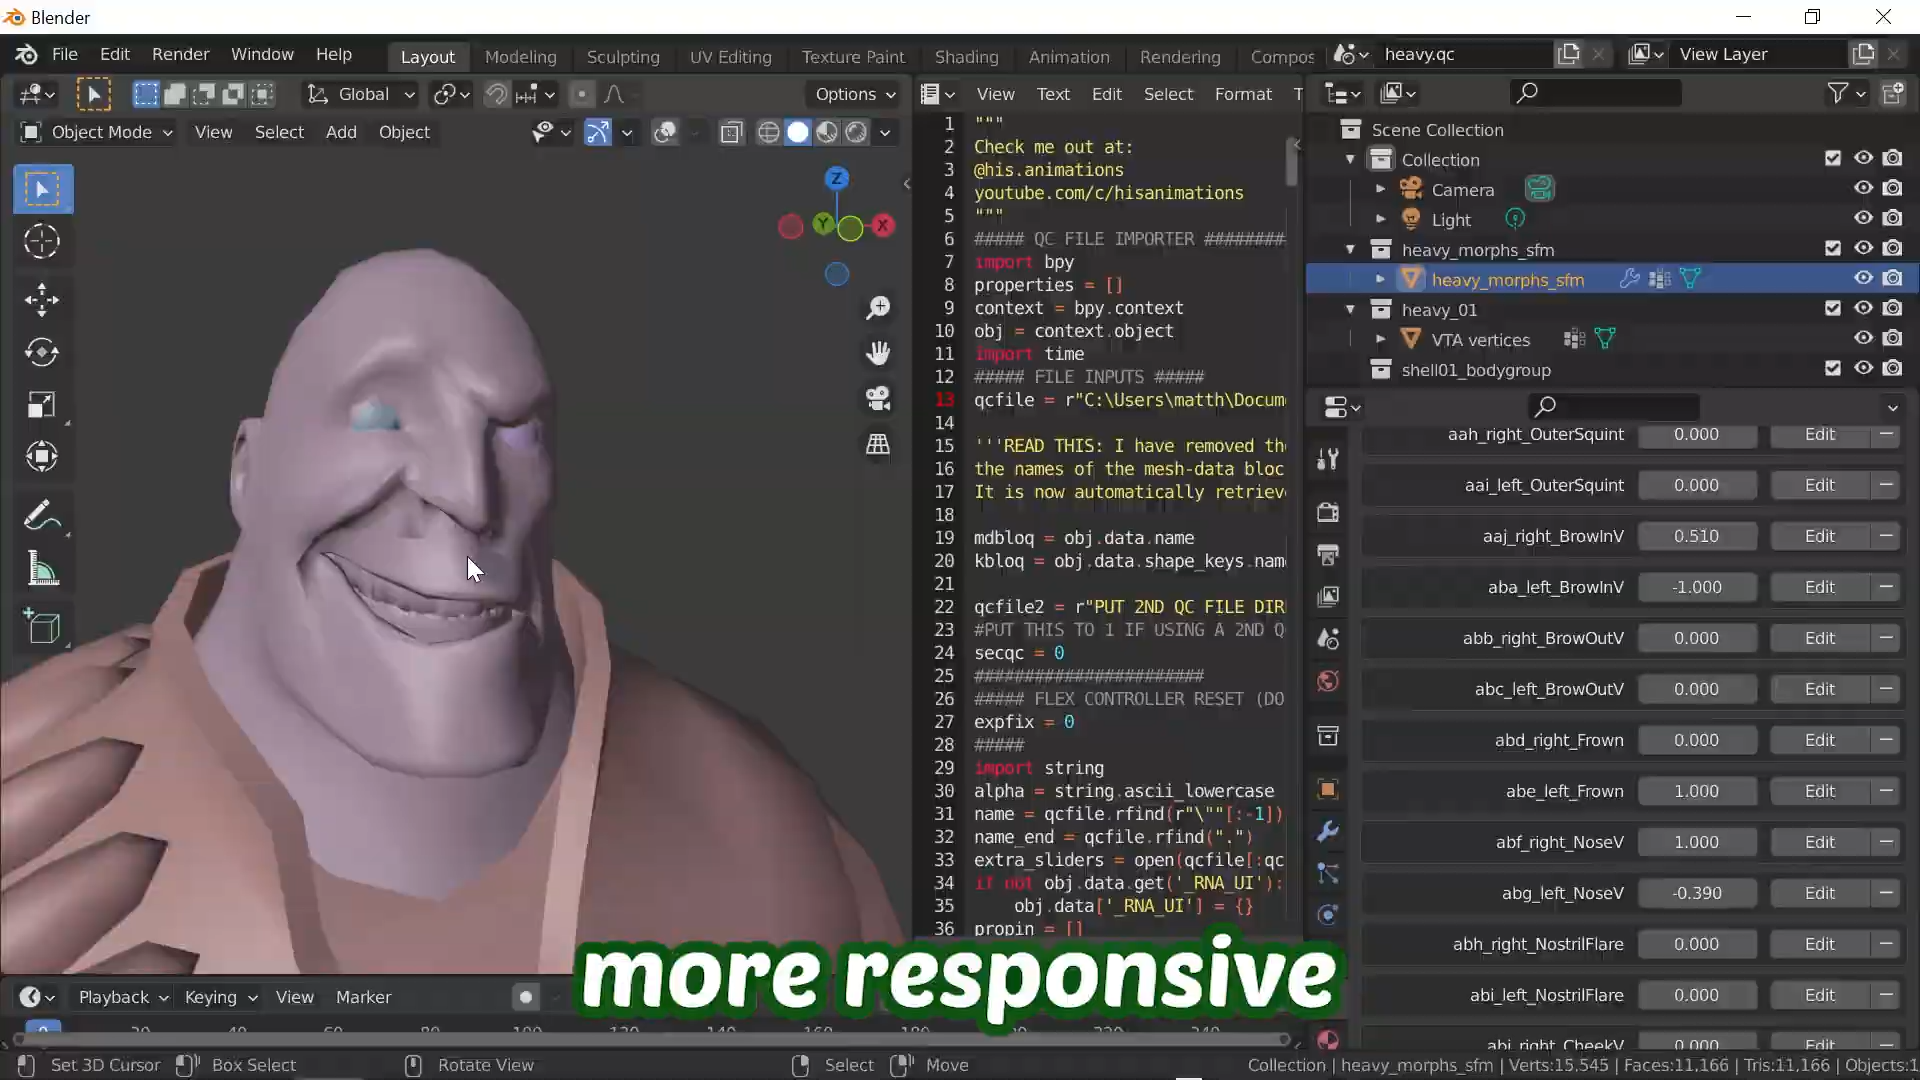 Blender
File Edit Render Window Help Layout Modeling Sculpting UV Editing Texture Paint Shading Animation Rendering Compos heavy.qc View Layer
Global Options View Text Edit Select Format T
Object Mode View Select Add Object
Z
Y X
1 """
2 Check me out at:
3 @his.animations
4 youtube.com/c/hisanimations
5 """
6 ##### QC FILE IMPORTER #########
7 import bpy
8 properties = []
9 context = bpy.context
10 obj = context.object
11 import time
12 ##### FILE INPUTS #####
13 qcfile = r"C:\Users\matth\Docum
14
15 '''READ THIS: I have removed th
16 the names of the mesh-data bloc
17 It is now automatically retriev
18
19 mdbloq = obj.data.name
20 kbloq = obj.data.shape_keys.nam
21
22 qcfile2 = r"PUT 2ND QC FILE DIR
23 #PUT THIS TO 1 IF USING A 2ND Q
24 secqc = 0
25 #######################
26 ##### FLEX CONTROLLER RESET (DO
27 expfix = 0
28 #####
29 import string
30 alpha = string.ascii_lowercase
31 name = qcfile.rfind(r"\""[:-1])
32 name_end = qcfile.rfind(".")
33 extra_sliders = open(qcfile[:qc
34 if not obj.data.get('_RNA_UI'):
35 obj.data['_RNA_UI'] = {}
36 propin = []
Scene Collection
Collection
Camera
Light
heavy_morphs_sfm
heavy_morphs_sfm
heavy_01
VTA vertices
shell01_bodygroup
aah_right_OuterSquint 0.000 Edit
aai_left_OuterSquint 0.000 Edit
aaj_right_BrowInV 0.510 Edit
aba_left_BrowInV -1.000 Edit
abb_right_BrowOutV 0.000 Edit
abc_left_BrowOutV 0.000 Edit
abd_right_Frown 0.000 Edit
abe_left_Frown 1.000 Edit
abf_right_NoseV 1.000 Edit
abg_left_NoseV -0.390 Edit
abh_right_NostrilFlare 0.000 Edit
abi_left_NostrilFlare 0.000 Edit
abj_right_CheekV 0.000 Edit
more responsive
Playback Keying View Marker
Set 3D Cursor Box Select Rotate View Select Move Collection | heavy_morphs_sfm | Verts:15,545 | Faces:11,166 | Tris:11,166 | Objects:1